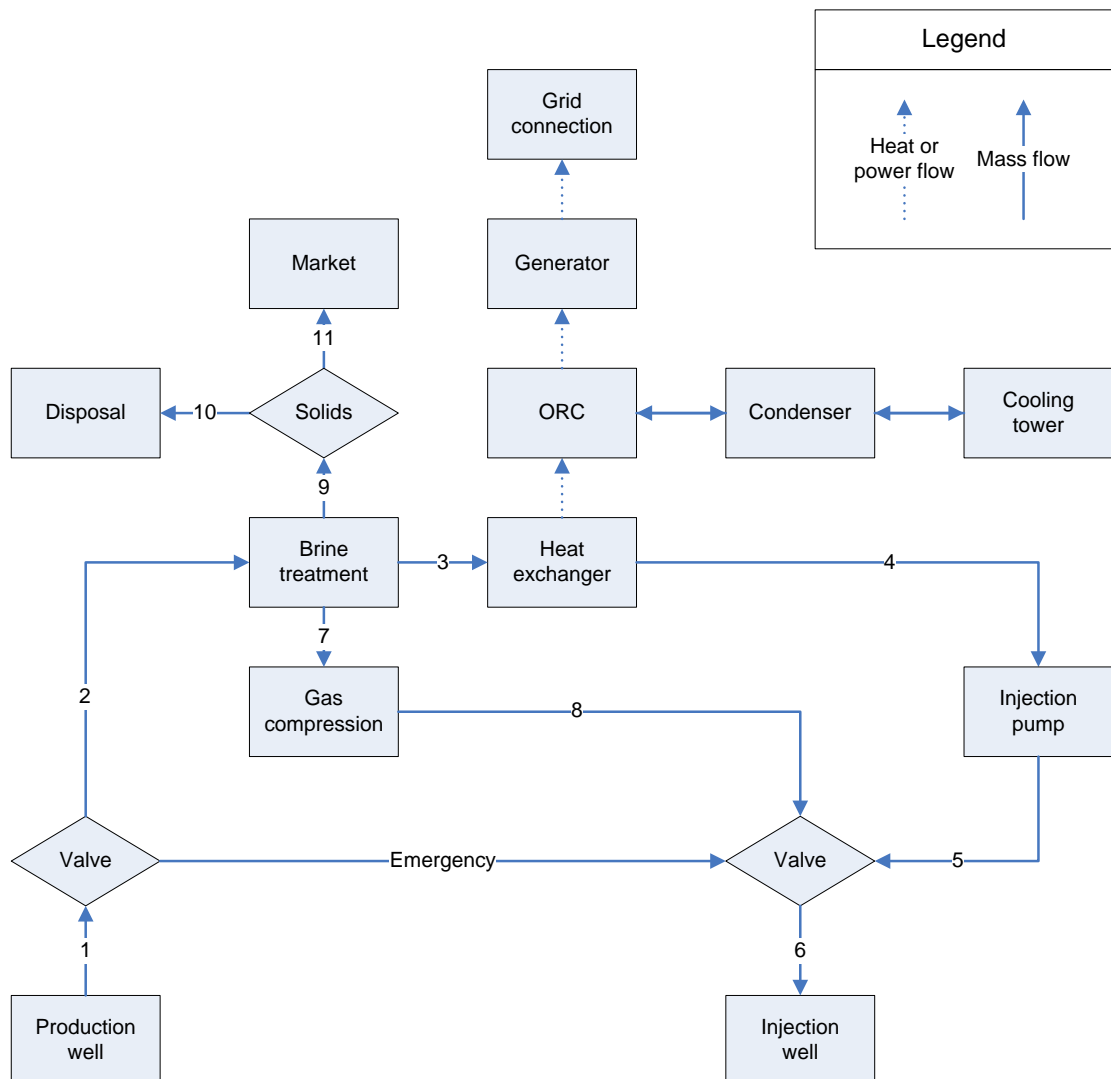 Legend
Heat or
power flow
Mass flow
Grid
connection
Market
Generator
11
Disposal
10
Solids
ORC
Condenser
Cooling
tower
9
Brine
treatment
3
Heat
exchanger
4
7
2
Gas
compression
8
Injection
pump
Valve
Emergency
Valve
5
1
6
Production
well
Injection
well